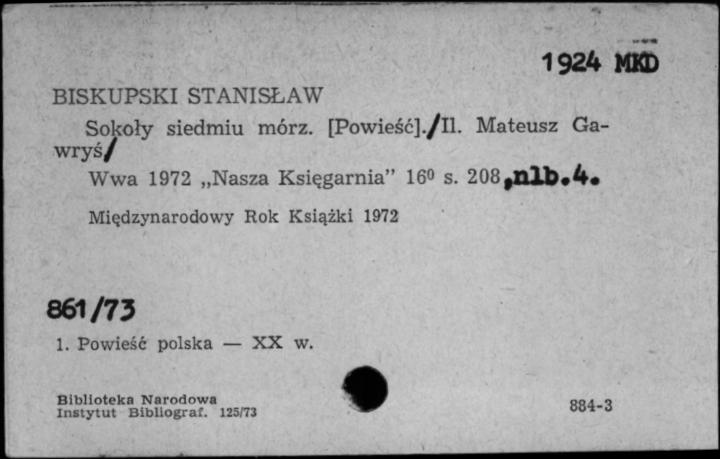 1924 MKD
BISKUPSKI STANISŁAW
Sokoły siedmiu mórz. [Powieść]./Il. Mateusz Ga-
wryś/
Wwa 1972 „Nasza Księgarnia” 16⁰ s. 208,nlb.4.
Międzynarodowy Rok Książki 1972
861/73
1. Powieść polska — XX w.
Biblioteka Narodowa
Instytut Bibliograf. 125/73
884-3